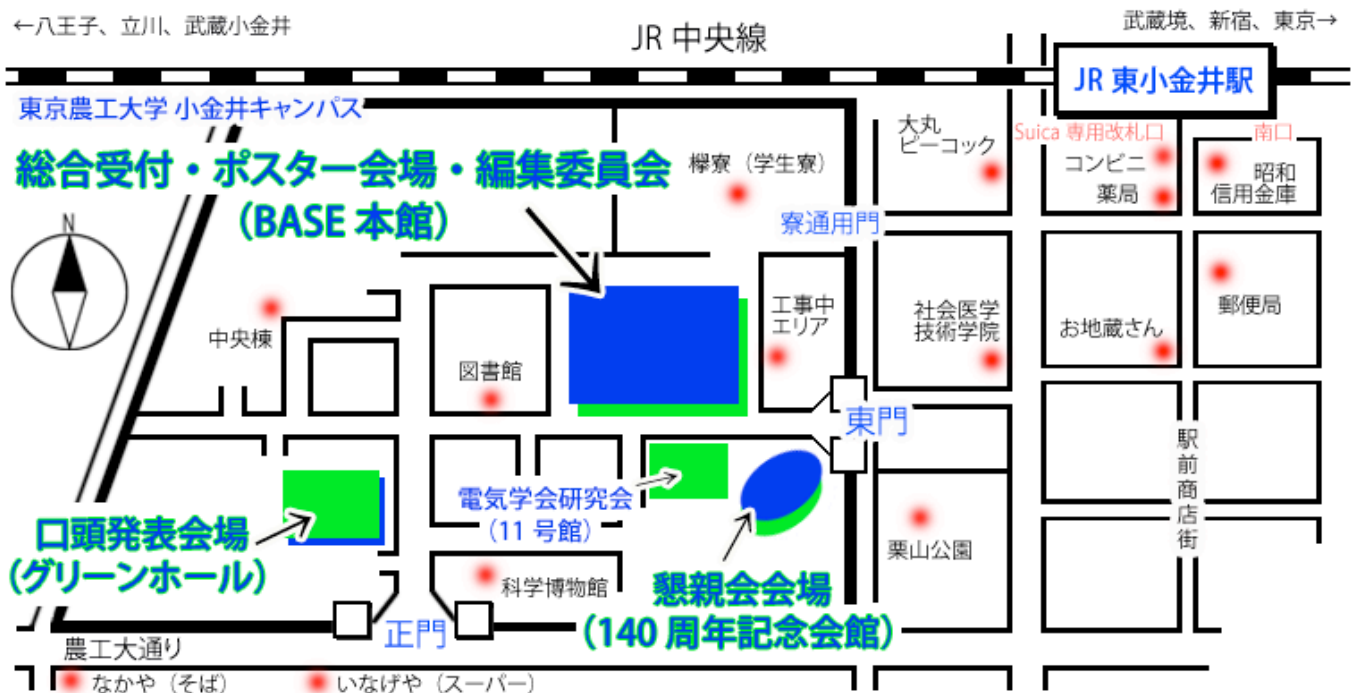 ←八王子、立川、武蔵小金井
武蔵境、新宿、東京→
JR 中央線
JR 東小金井駅
東京農工大学 小金井キャンパス
総合受付・ポスター会場・編集委員会
（BASE 本館）
欅寮（学生寮）
大丸
ピーコック
Suica 専用改札口
南口
コンビニ
薬局
昭和
信用金庫
寮通用門
N
中央棟
図書館
工事中
エリア
社会医学
技術学院
お地蔵さん
郵便局
東門
駅前商店街
電気学会研究会
（11 号館）
口頭発表会場
（グリーンホール）
栗山公園
科学博物館
懇親会会場
（140 周年記念会館）
正門
農工大通り
なかや（そば）
いなげや（スーパー）